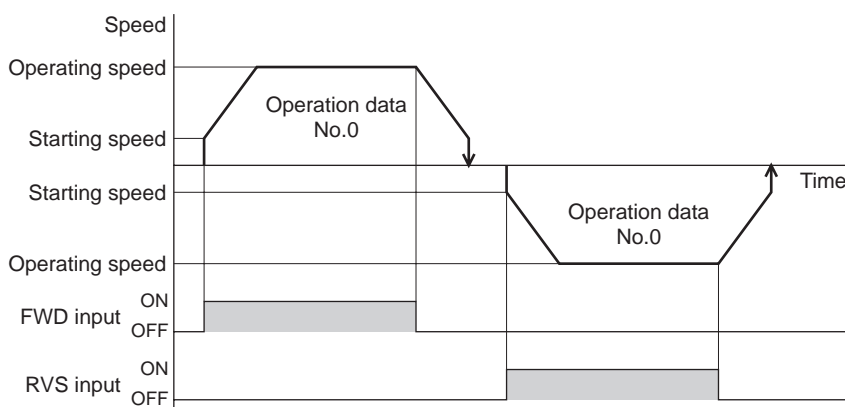 Speed
Operating speed
Operation data
No.0
Starting speed
Time
Starting speed
Operation data
No.0
Operating speed
ON
FWD input
OFF
ON
RVS input
OFF